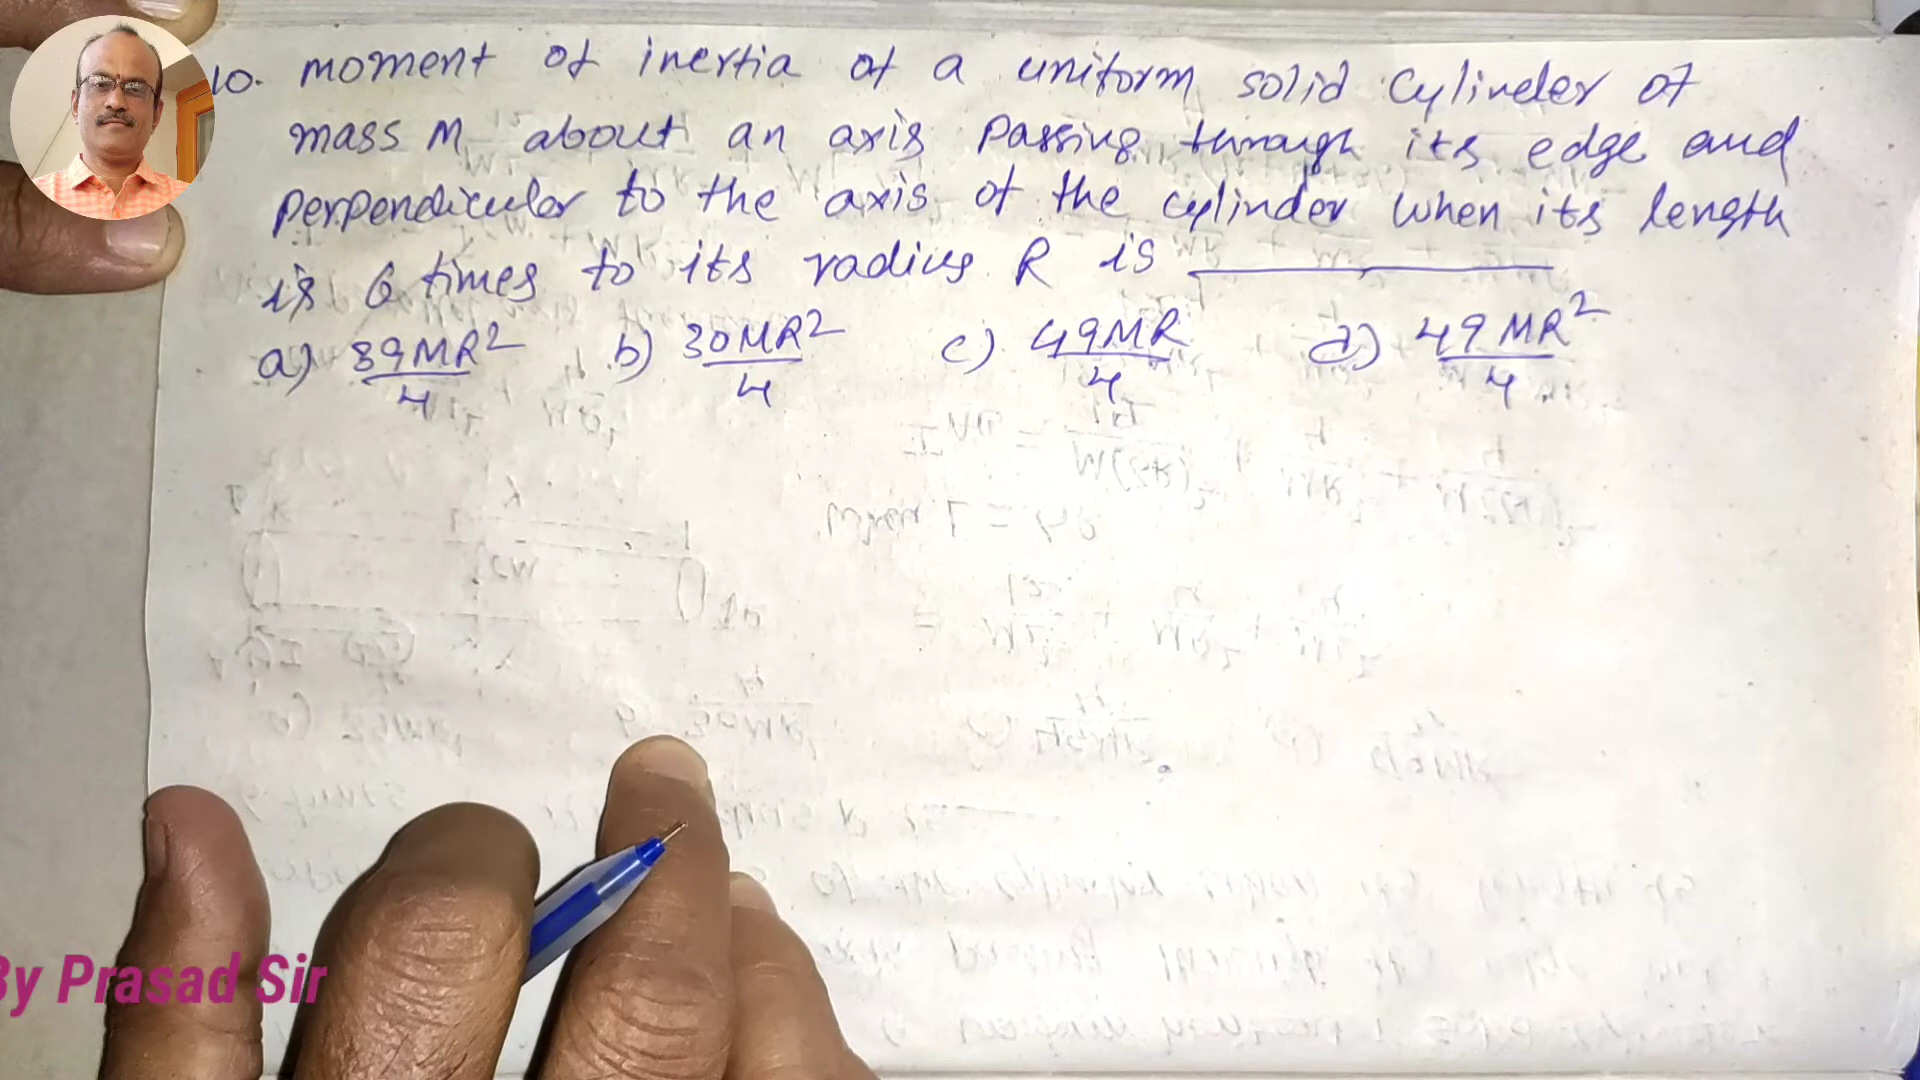 10. moment of inertia of a uniform solid cylinder of
mass M about an axis passing through its edge and
perpendicular to the axis of the cylinder when its length
is 6 times to its radius R is ________
a) 39MR²/4 b) 30MR²/4 c) 49MR/4 d) 49MR²/4
By Prasad Sir